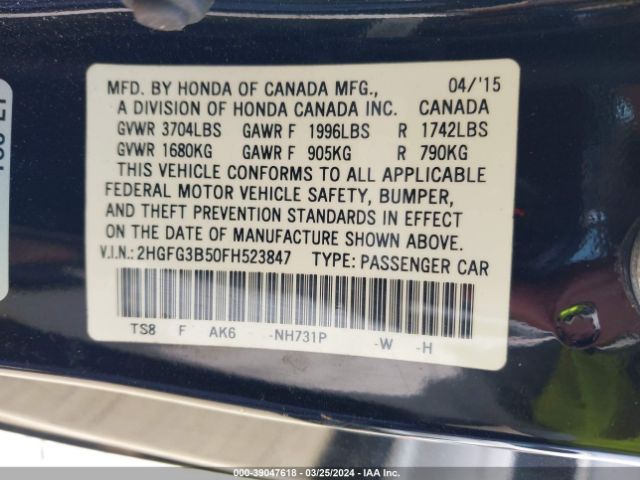 MFD. BY HONDA OF CANADA MFG., 04/'15
A DIVISION OF HONDA CANADA INC. CANADA
GVWR 3704LBS GAWR F 1996LBS R 1742LBS
GVWR 1680KG GAWR F 905KG R 790KG
THIS VEHICLE CONFORMS TO ALL APPLICABLE
FEDERAL MOTOR VEHICLE SAFETY, BUMPER,
AND THEFT PREVENTION STANDARDS IN EFFECT
ON THE DATE OF MANUFACTURE SHOWN ABOVE.
V.I.N.: 2HGFG3B50FH523847 TYPE: PASSENGER CAR
TS8 F AK6 -NH731P -W -H
000-39047618 - 03/25/2024 - IAA Inc.